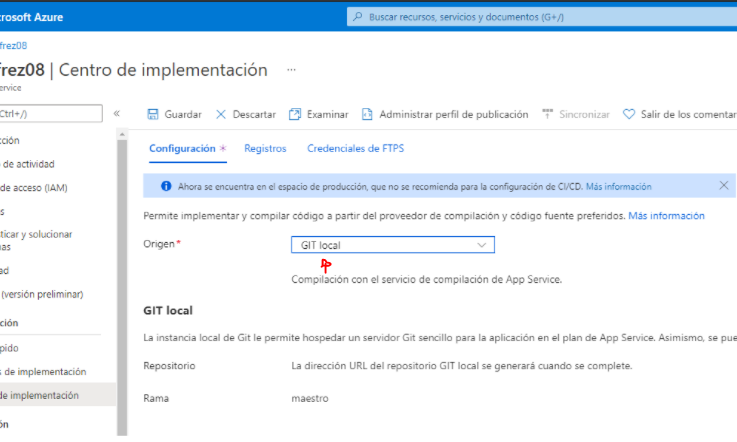 crosoft Azure
Buscar recursos, servicios y documentos (G+/)
frez08
frez08 | Centro de implementación ...
ervice
Ctrl+/)
«
Guardar
Descartar
Examinar
Administrar perfil de publicación
Sincronizar
Salir de los comentar
cción
de actividad
de acceso (IAM)
s
ticar y solucionar
nas
ad
(versión preliminar)
ción
pido
s de implementación
de implementación
ón
Configuración *
Registros
Credenciales de FTPS
Ahora se encuentra en el espacio de producción, que no se recomienda para la configuración de CI/CD. Más información
Permite implementar y compilar código a partir del proveedor de compilación y código fuente preferidos. Más información
Origen *
GIT local
Compilación con el servicio de compilación de App Service.
GIT local
La instancia local de Git le permite hospedar un servidor Git sencillo para la aplicación en el plan de App Service. Asimismo, se pue
Repositorio
La dirección URL del repositorio GIT local se generará cuando se complete.
Rama
maestro